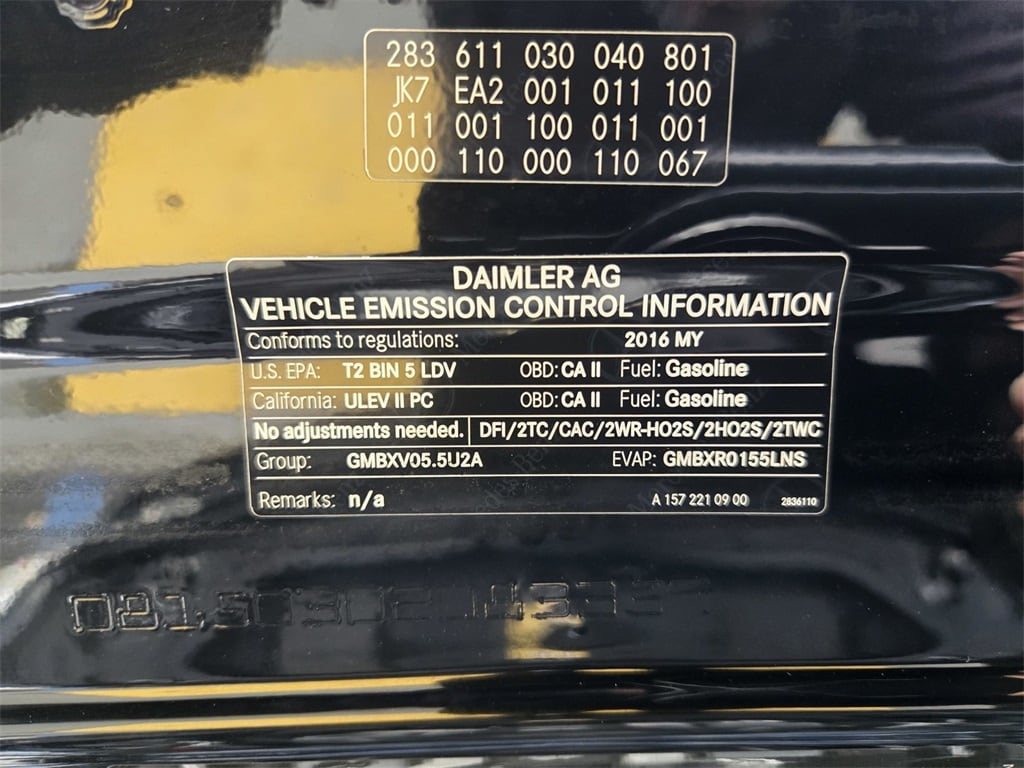 283 611 030 040 801
JK7 EA2 001 011 100
011 001 100 011 001
000 110 000 110 067
DAIMLER AG
VEHICLE EMISSION CONTROL INFORMATION
Conforms to regulations: 2016 MY
U.S. EPA: T2 BIN 5 LDV OBD: CA II Fuel: Gasoline
California: ULEV II PC OBD: CA II Fuel: Gasoline
No adjustments needed. DFI/2TC/CAC/2WR-HO2S/2HO2S/2TWC
Group: GMBXV05.5U2A EVAP: GMBXR0155LNS
Remarks: n/a A 157 221 09 00 2836110